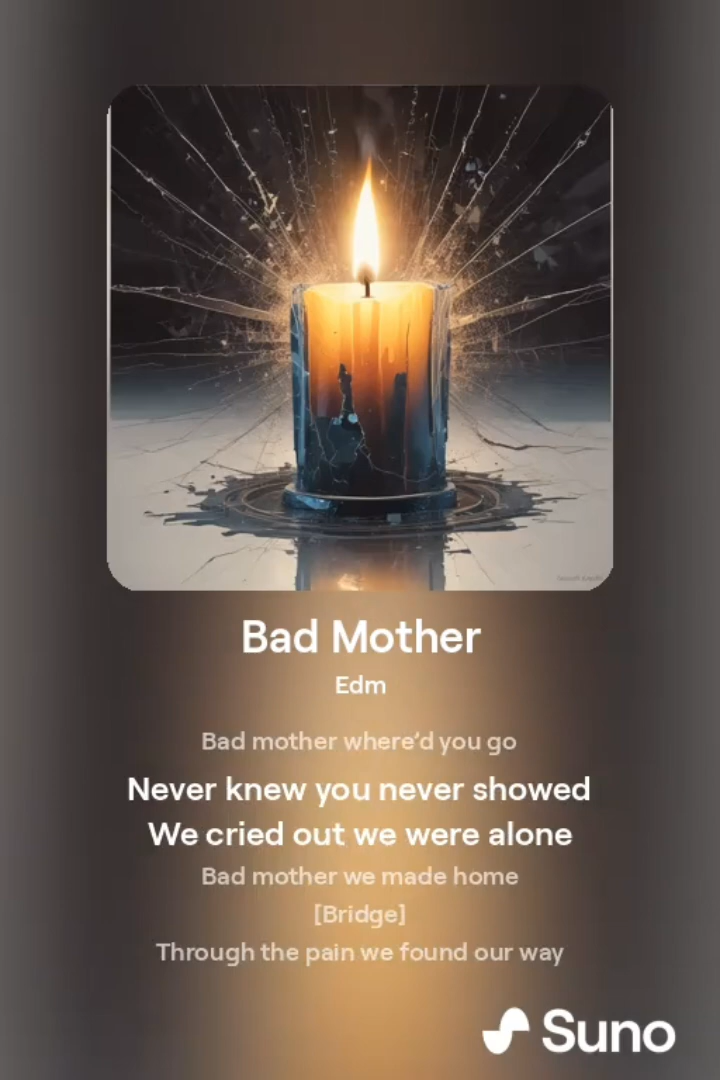 Bad Mother
Edm
Bad mother where'd you go
Never knew you never showed
We cried out we were alone
Bad mother we made home
[Bridge]
Through the pain we found our way
Suno